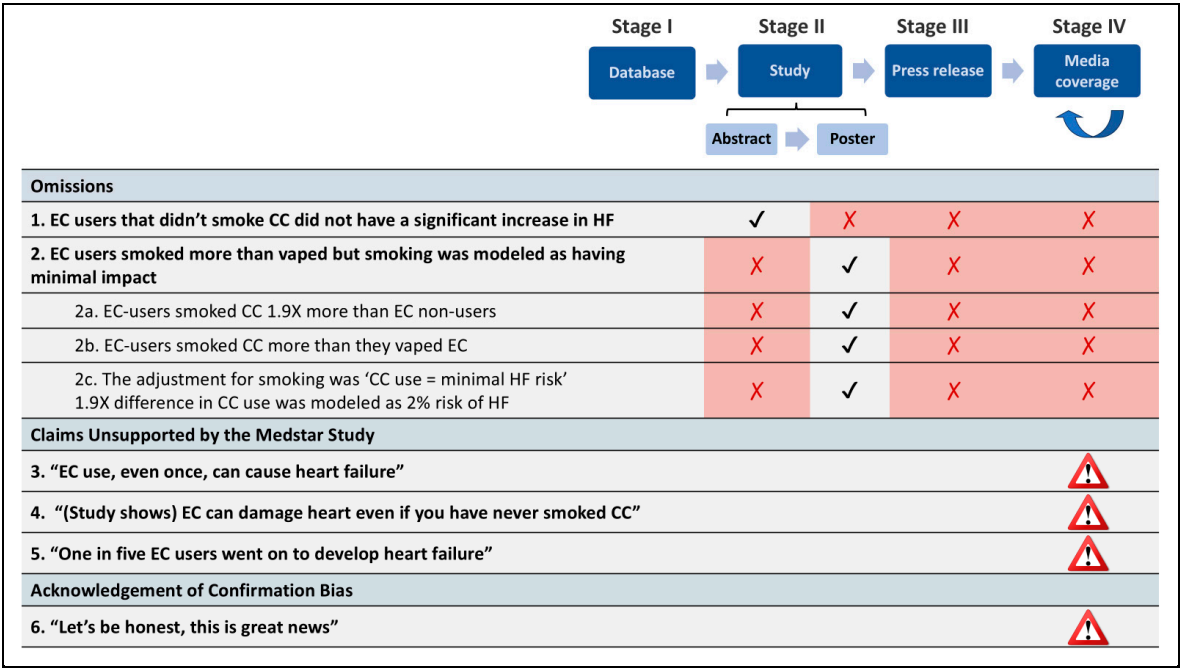 Stage I Stage II Stage III Stage IV
Database Study Press release Media coverage
Abstract Poster
Omissions
1. EC users that didn’t smoke CC did not have a significant increase in HF ✓ ✗ ✗ ✗
2. EC users smoked more than vaped but smoking was modeled as having
minimal impact ✗ ✓ ✗ ✗
2a. EC-users smoked CC 1.9X more than EC non-users ✗ ✓ ✗ ✗
2b. EC-users smoked CC more than they vaped EC ✗ ✓ ✗ ✗
2c. The adjustment for smoking was ‘CC use = minimal HF risk’
1.9X difference in CC use was modeled as 2% risk of HF ✗ ✓ ✗ ✗
Claims Unsupported by the Medstar Study
3. “EC use, even once, can cause heart failure” !
4. “(Study shows) EC can damage heart even if you have never smoked CC” !
5. “One in five EC users went on to develop heart failure” !
Acknowledgement of Confirmation Bias
6. “Let’s be honest, this is great news” !